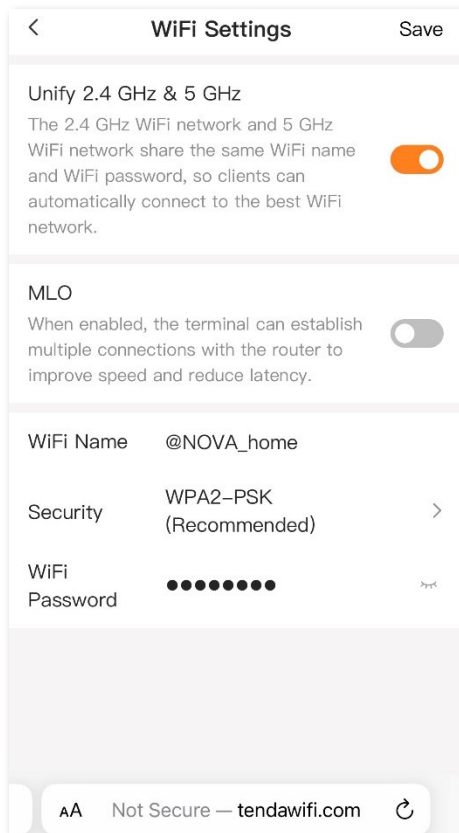 WiFi Settings Save
Unify 2.4 GHz & 5 GHz
The 2.4 GHz WiFi network and 5 GHz
WiFi network share the same WiFi name
and WiFi password, so clients can
automatically connect to the best WiFi
network.
MLO
When enabled, the terminal can establish
multiple connections with the router to
improve speed and reduce latency.
WiFi Name @NOVA_home
Security WPA2-PSK
(Recommended)
WiFi
Password ●●●●●●●●
AA Not Secure — tendawifi.com